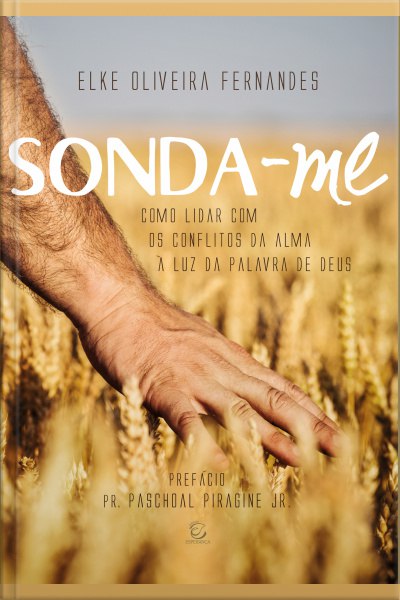 ELKE OLIVEIRA FERNANDES
SONDA-me
COMO LIDAR COM
OS CONFLITOS DA ALMA
À LUZ DA PALAVRA DE DEUS
PREFÁCIO
PR. PASCHOAL PIRAGINE JR.
ESPERANÇA